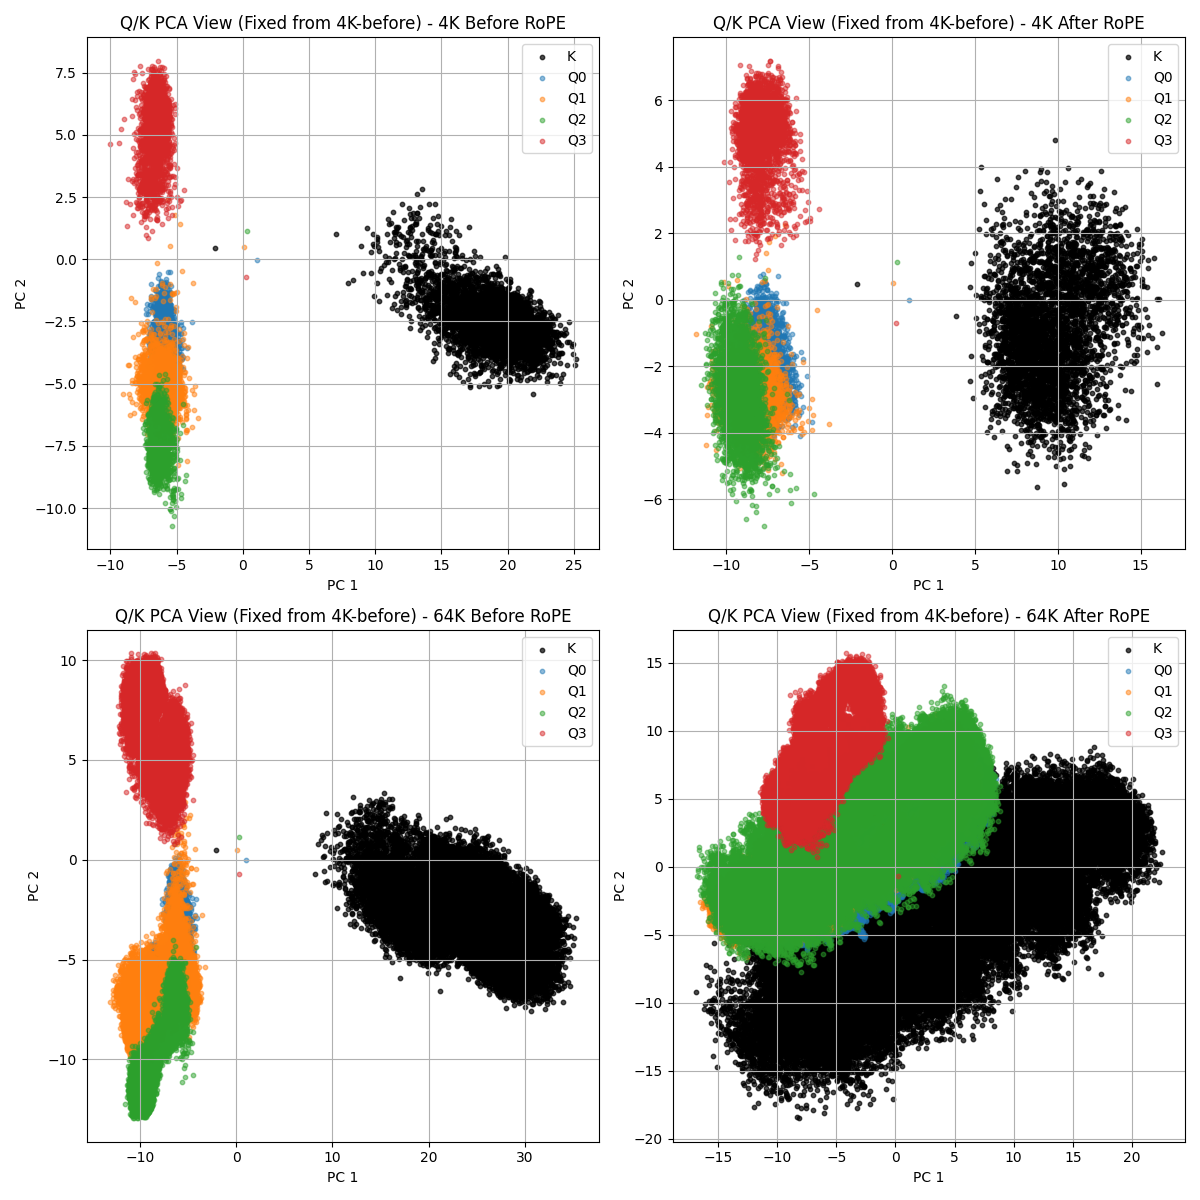 Q/K PCA View (Fixed from 4K-before) - 4K Before RoPE
K
Q0
Q1
Q2
Q3
7.5
5.0
2.5
0.0
−2.5
−5.0
−7.5
−10.0
PC 2
−10
−5
0
5
10
15
20
25
PC 1
Q/K PCA View (Fixed from 4K-before) - 4K After RoPE
K
Q0
Q1
Q2
Q3
6
4
2
0
−2
−4
−6
PC 2
−10
−5
0
5
10
15
PC 1
Q/K PCA View (Fixed from 4K-before) - 64K Before RoPE
K
Q0
Q1
Q2
Q3
10
5
0
−5
−10
PC 2
−10
0
10
20
30
PC 1
Q/K PCA View (Fixed from 4K-before) - 64K After RoPE
K
Q0
Q1
Q2
Q3
15
10
5
0
−5
−10
−15
−20
PC 2
−15
−10
−5
0
5
10
15
20
PC 1